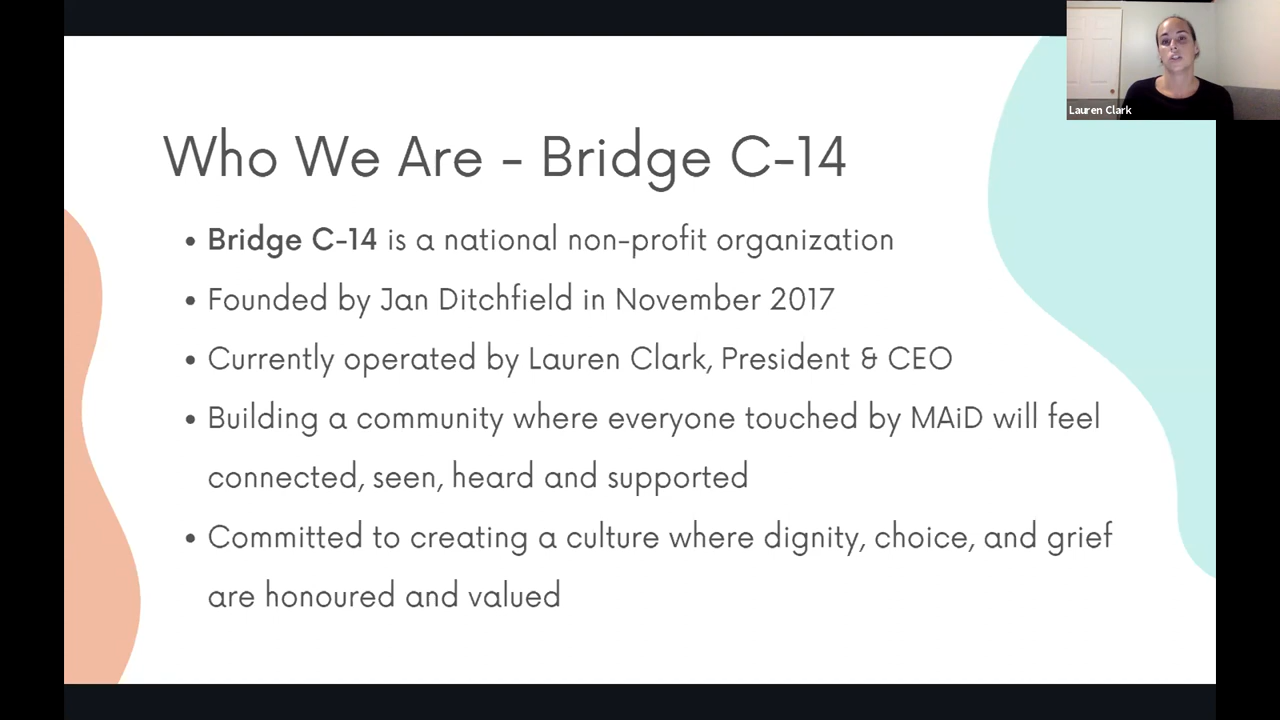 Lauren Clark
Who We Are - Bridge C-14
• Bridge C-14 is a national non-profit organization
• Founded by Jan Ditchfield in November 2017
• Currently operated by Lauren Clark, President & CEO
• Building a community where everyone touched by MAiD will feel
connected, seen, heard and supported
• Committed to creating a culture where dignity, choice, and grief
are honoured and valued